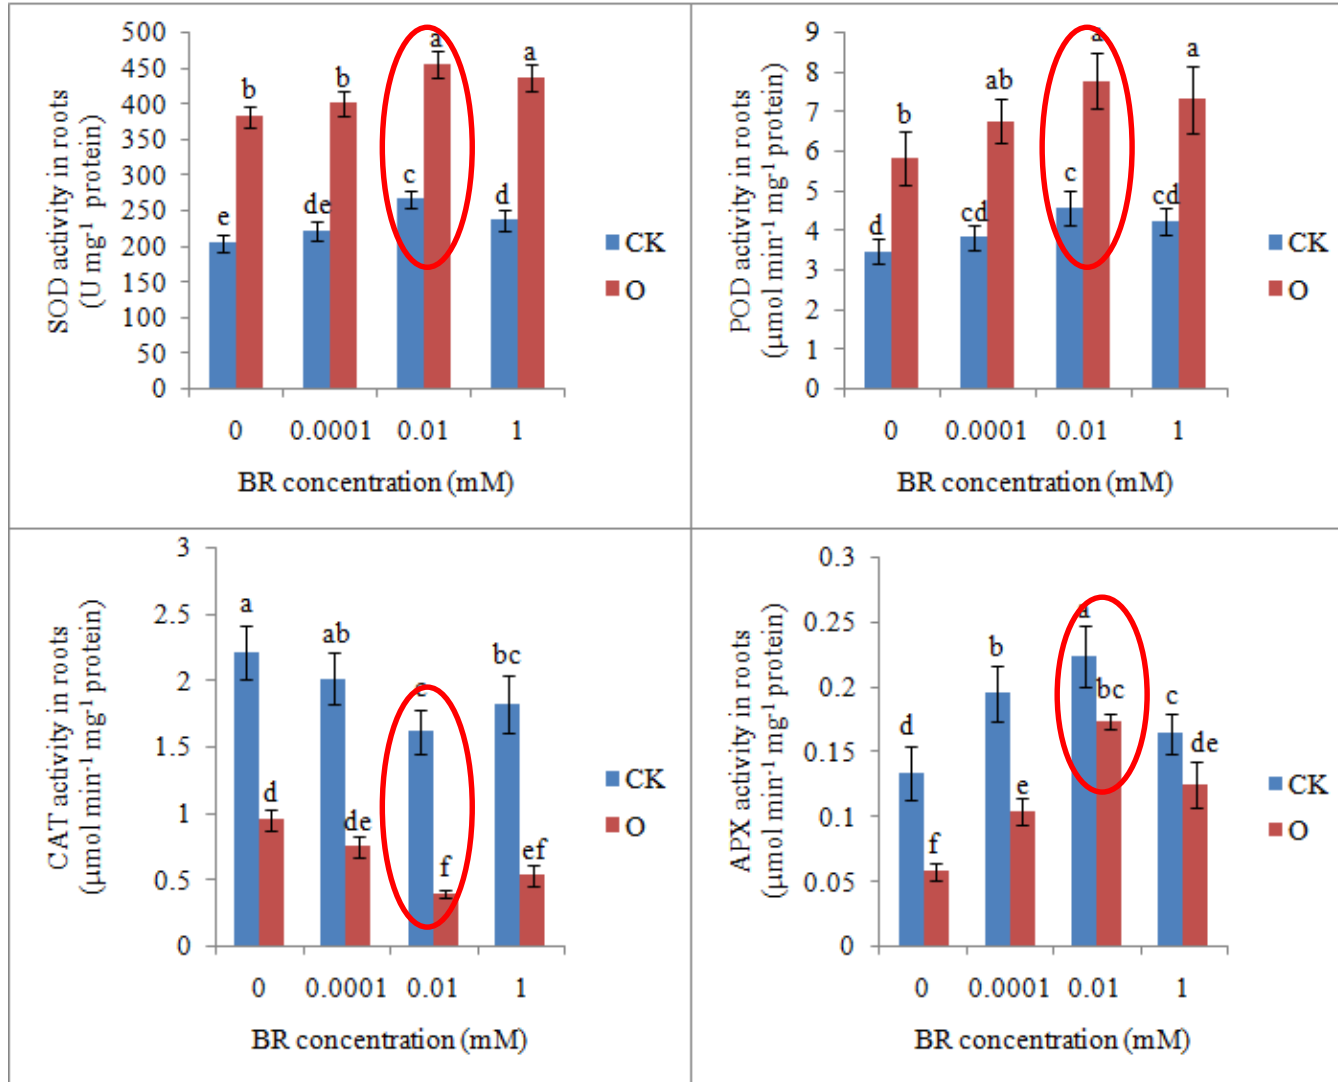 SOD activity in roots
(U mg⁻¹ protein)
500
450
400
350
300
250
200
150
100
50
0
b
b
a
a
e
de
c
d
CK
O
0 0.0001 0.01 1
BR concentration (mM)
POD activity in roots
(µmol min⁻¹ mg⁻¹ protein)
9
8
7
6
5
4
3
2
1
0
b
ab
a
a
d
cd
c
cd
CK
O
0 0.0001 0.01 1
BR concentration (mM)
CAT activity in roots
(µmol min⁻¹ mg⁻¹ protein)
3
2.5
2
1.5
1
0.5
0
a
ab
bc
d
de
f
ef
CK
O
0 0.0001 0.01 1
BR concentration (mM)
APX activity in roots
(µmol min⁻¹ mg⁻¹ protein)
0.3
0.25
0.2
0.15
0.1
0.05
0
d
b
a
c
f
e
bc
de
CK
O
0 0.0001 0.01 1
BR concentration (mM)